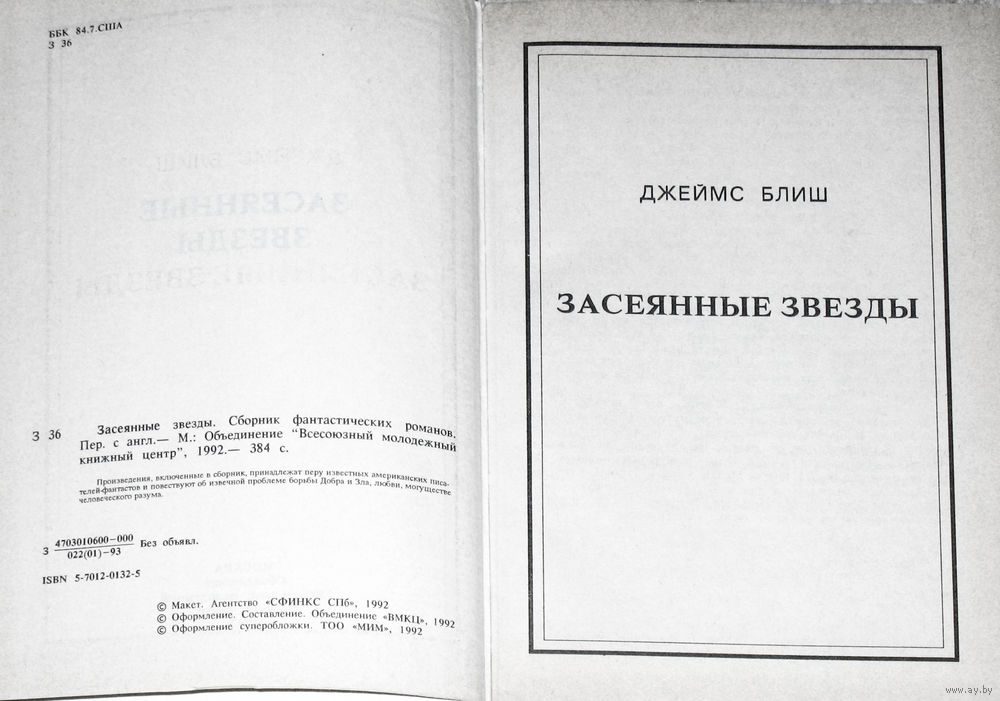 ББК 84.7.США
З 36
З 36
Засеянные звезды. Сборник фантастических романов.
Пер. с англ.— М.: Объединение "Всесоюзный молодежный
книжный центр", 1992.— 384 с.
Произведения, включенные в сборник, принадлежат перу известных американских писа-
телей-фантастов и повествуют об извечной проблеме борьбы Добра и Зла, любви, могуществе
человеческого разума.
З 4703010600—000
022(01)—93 Без объявл.
ISBN 5-7012-0132-5
© Макет. Агентство «СФИНКС СПб», 1992
© Оформление. Составление. Объединение «ВМКЦ», 1992
© Оформление суперобложки. ТОО «МИМ», 1992
ДЖЕЙМС БЛИШ
ЗАСЕЯННЫЕ ЗВЕЗДЫ
www.ay.by